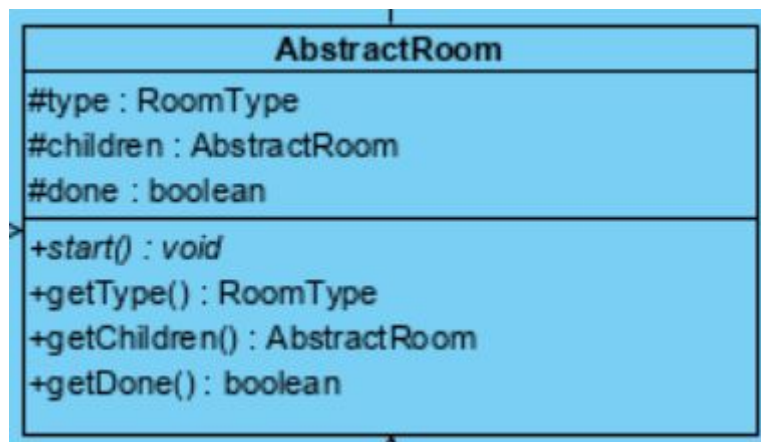 AbstractRoom
#type : RoomType
#children : AbstractRoom
#done : boolean
+start() : void
+getType() : RoomType
+getChildren() : AbstractRoom
+getDone() : boolean